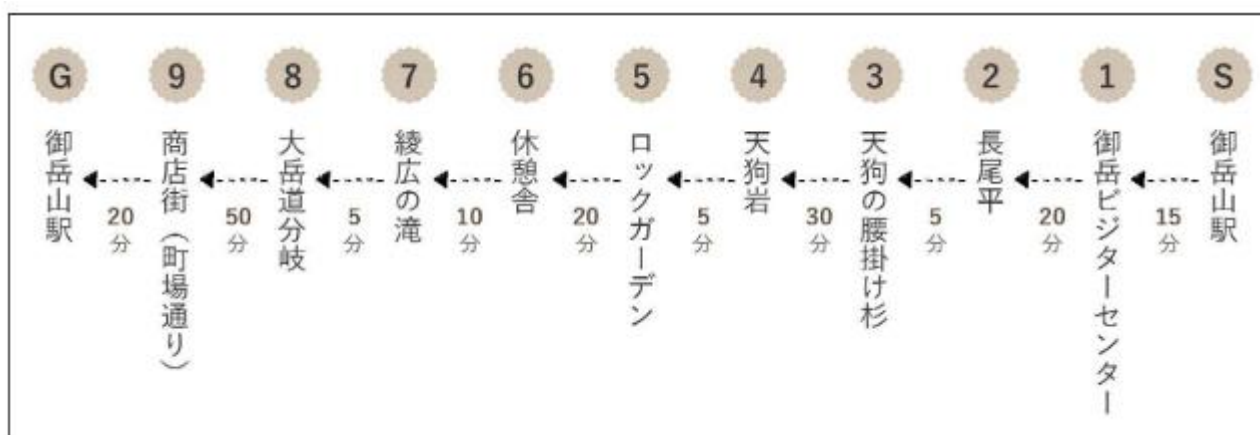 S
御岳山駅
15分
1
御岳ビジターセンター
20分
2
長尾平
5分
3
天狗の腰掛け杉
30分
4
天狗岩
5分
5
ロックガーデン
20分
6
休憩舎
10分
7
綾広の滝
5分
8
大岳道分岐
50分
9
商店街（町場通り）
20分
G
御岳山駅